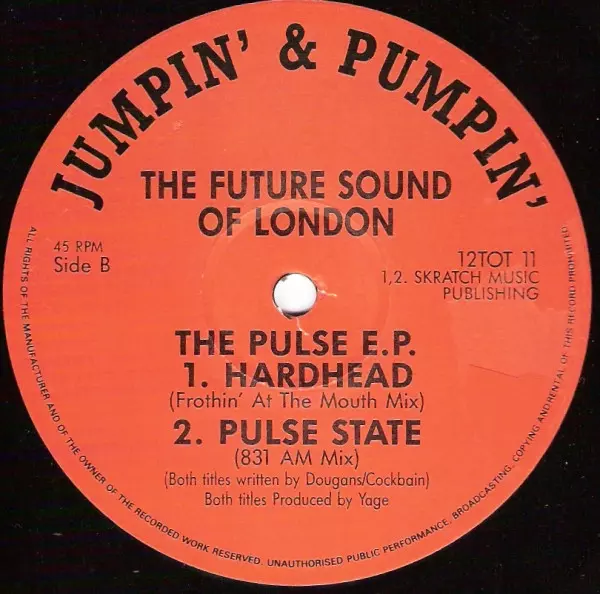 JUMPIN' & PUMPIN'
THE FUTURE SOUND
OF LONDON
45 RPM
Side B
12TOT 11
1,2. SKRATCH MUSIC
PUBLISHING
THE PULSE E.P.
1. HARDHEAD
(Frothin' At The Mouth Mix)
2. PULSE STATE
(831 AM Mix)
(Both titles written by Dougans/Cockbain)
Both titles Produced by Yage
ALL RIGHTS OF THE MANUFACTURER AND OF THE OWNER OF THE RECORDED WORK RESERVED. UNAUTHORISED PUBLIC PERFORMANCE, BROADCASTING, COPYING AND RENTAL OF THIS RECORD PROHIBITED